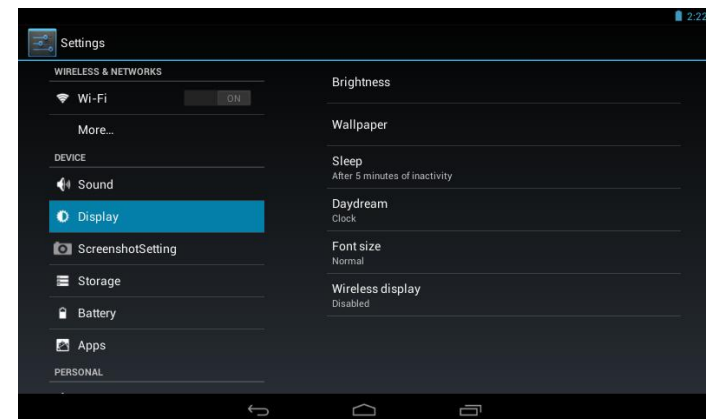 2:22
Settings
WIRELESS & NETWORKS
Wi-Fi
ON
More...
DEVICE
Sound
Display
ScreenshotSetting
Storage
Battery
Apps
PERSONAL
Brightness
Wallpaper
Sleep
After 5 minutes of inactivity
Daydream
Clock
Font size
Normal
Wireless display
Disabled